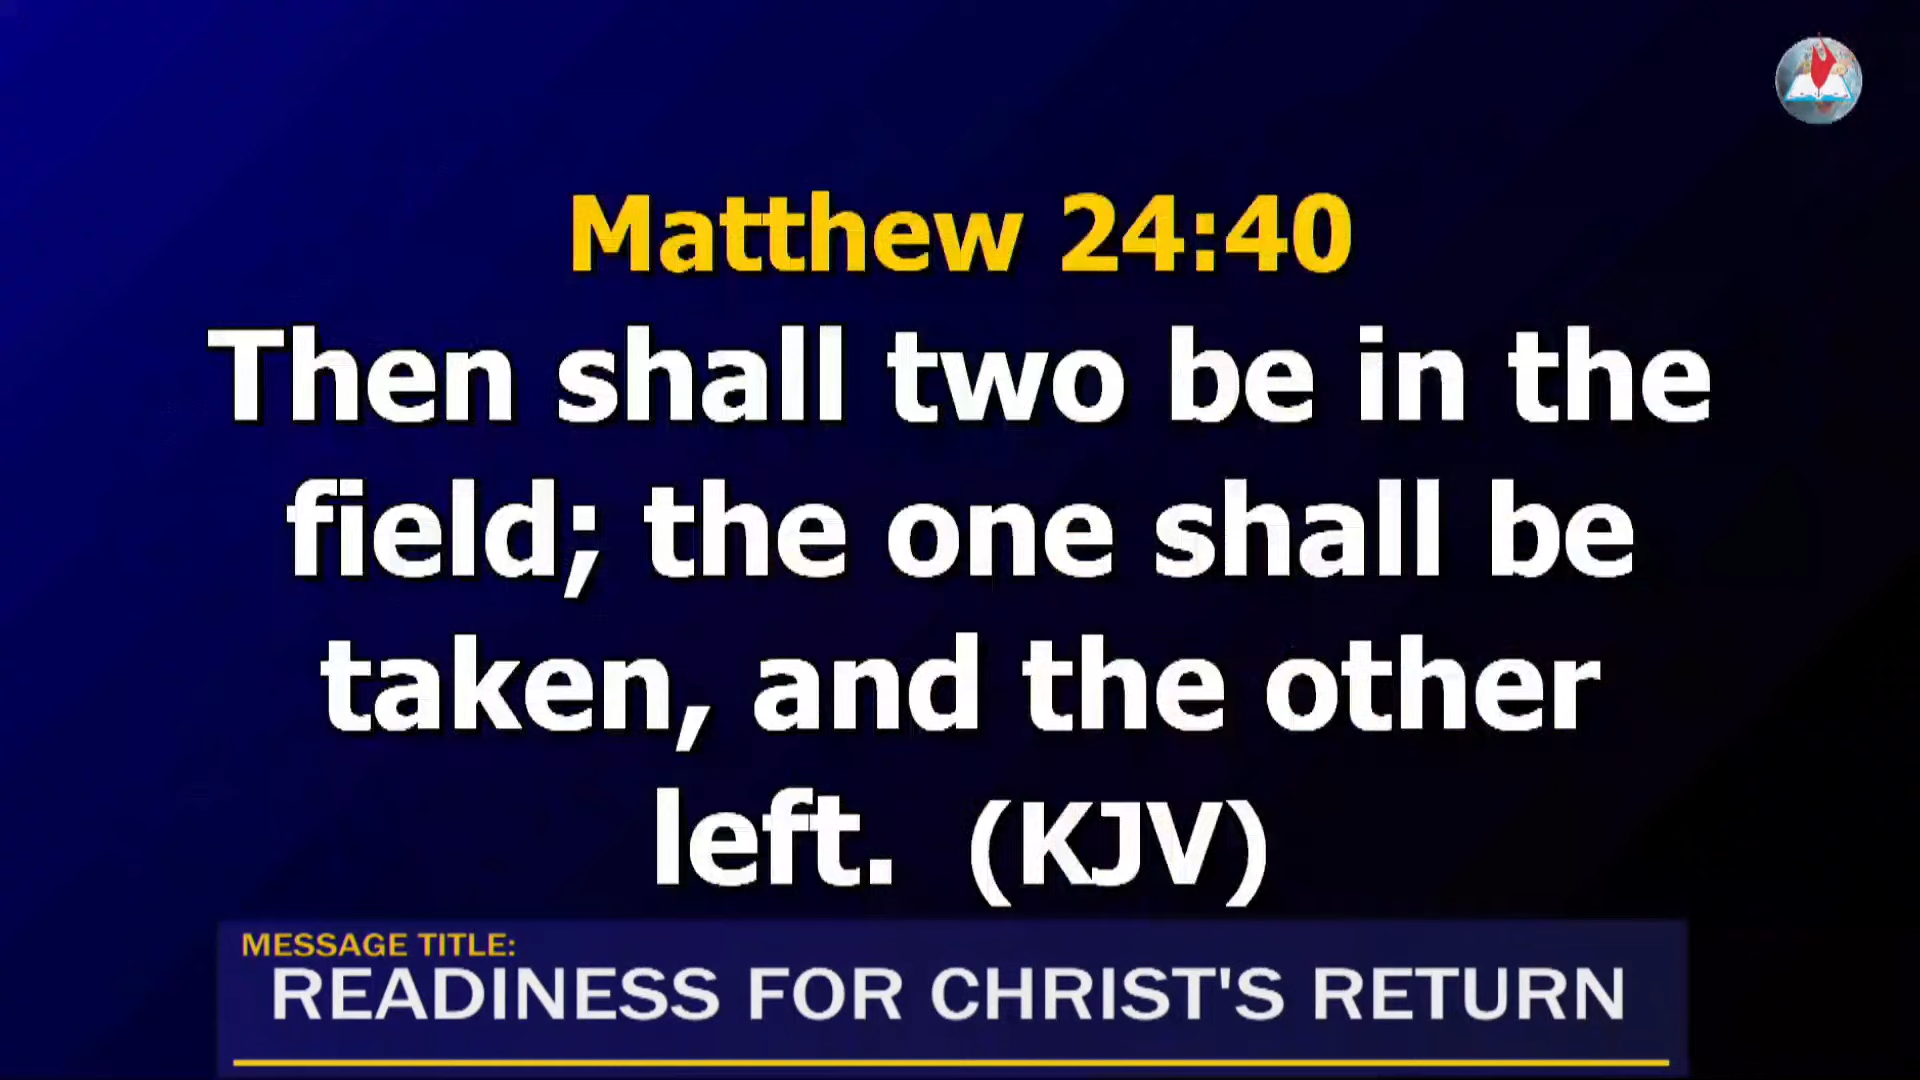 Matthew 24:40
Then shall two be in the
field; the one shall be
taken, and the other
left. (KJV)
MESSAGE TITLE:
READINESS FOR CHRIST'S RETURN